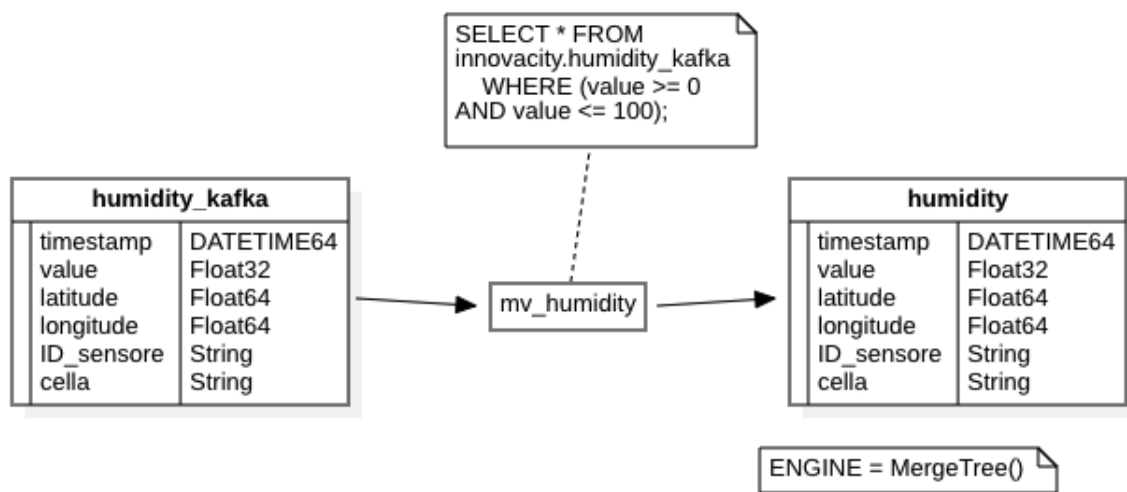 SELECT * FROM
innovacity.humidity_kafka
WHERE (value >= 0
AND value <= 100);
humidity_kafka
timestamp DATETIME64
value Float32
latitude Float64
longitude Float64
ID_sensore String
cella String
mv_humidity
humidity
timestamp DATETIME64
value Float32
latitude Float64
longitude Float64
ID_sensore String
cella String
ENGINE = MergeTree()